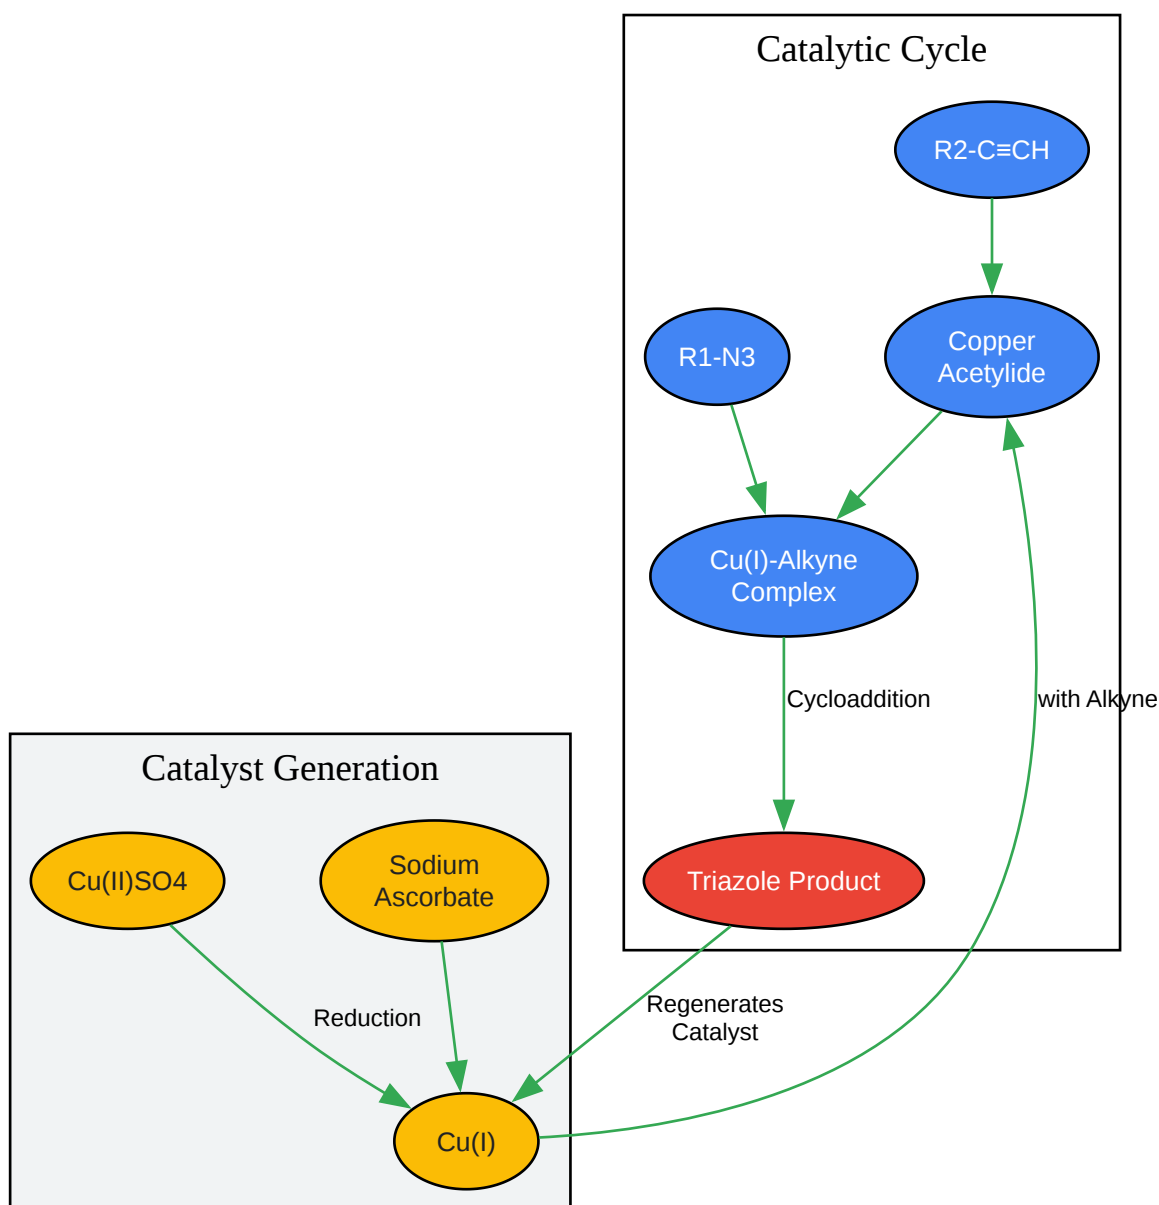 Catalytic Cycle
R2-C≡CH
R1-N3
Copper
Acetylide
Cu(I)-Alkyne
Complex
Cycloaddition
with Alkyne
Triazole Product
Regenerates
Catalyst
Catalyst Generation
Cu(II)SO4
Sodium
Ascorbate
Reduction
Cu(I)